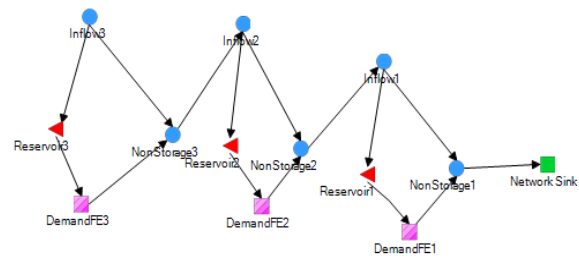 Inflow3
Inflow2
Inflow1
Reservoir3
NonStorage3
Reservoir2
NonStorage2
Reservoir1
NonStorage1
Network Sink
DemandFE3
DemandFE2
DemandFE1